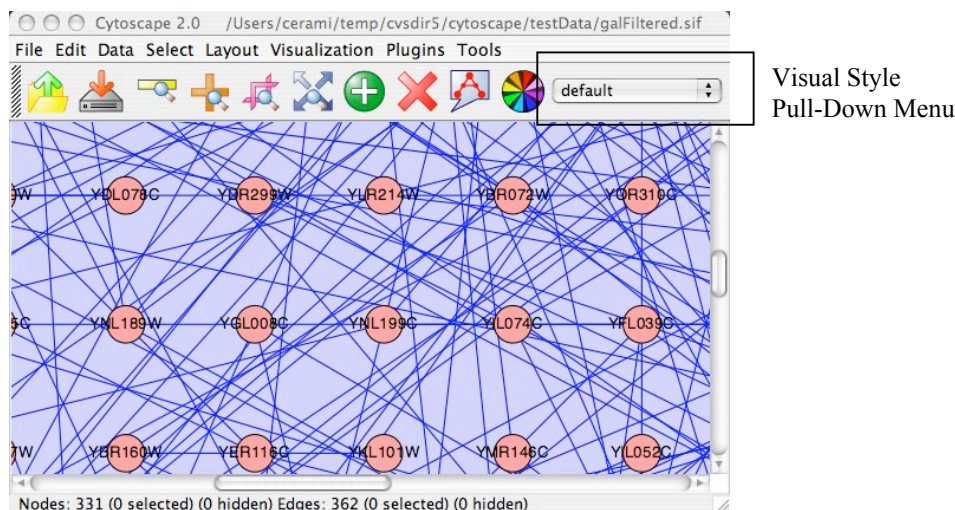 Cytoscape 2.0 /Users/cerami/temp/cvsdir5/cytoscape/testData/galFiltered.sif
File Edit Data Select Layout Visualization Plugins Tools
default
Visual Style
Pull-Down Menu
YDL078C YDR299W YLR214W YBR072W YOR310C
YNL189W YGL008C YNL199C YJL074C YFL039C
YBR160W YER116C YKL101W YMR146C YIL052C
Nodes: 331 (0 selected) (0 hidden) Edges: 362 (0 selected) (0 hidden)